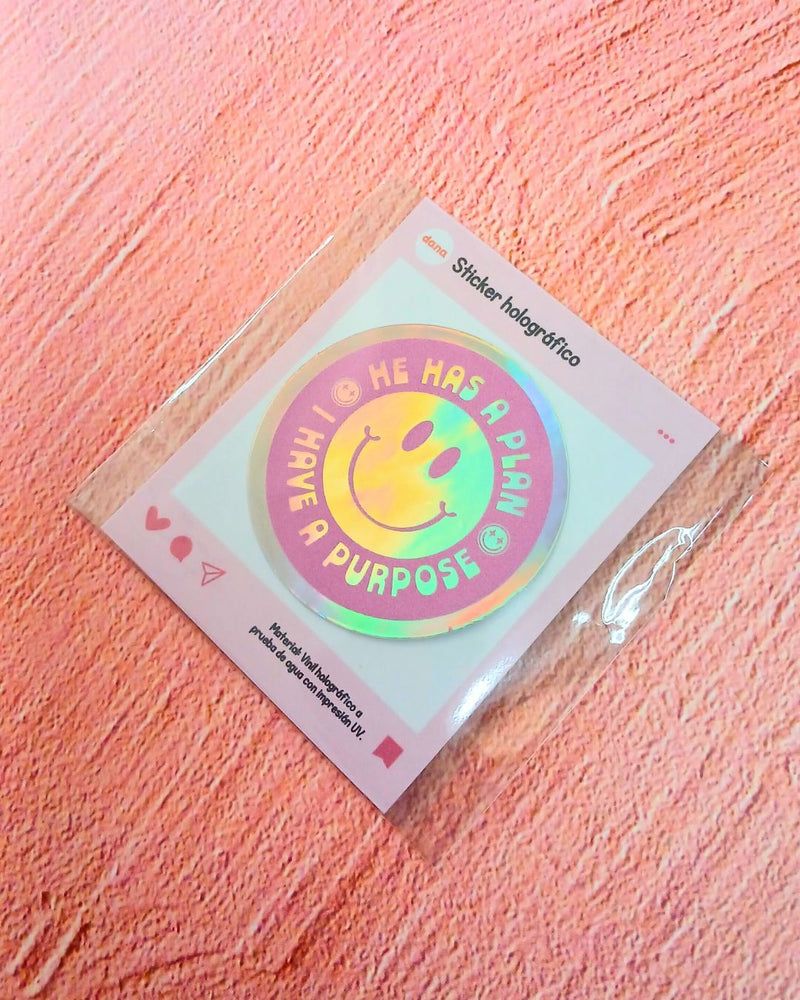 dana
Sticker holográfico
HE HAS A PLAN
I HAVE A PURPOSE
Material: Vinil holográfico a
prueba de agua con impresión UV.